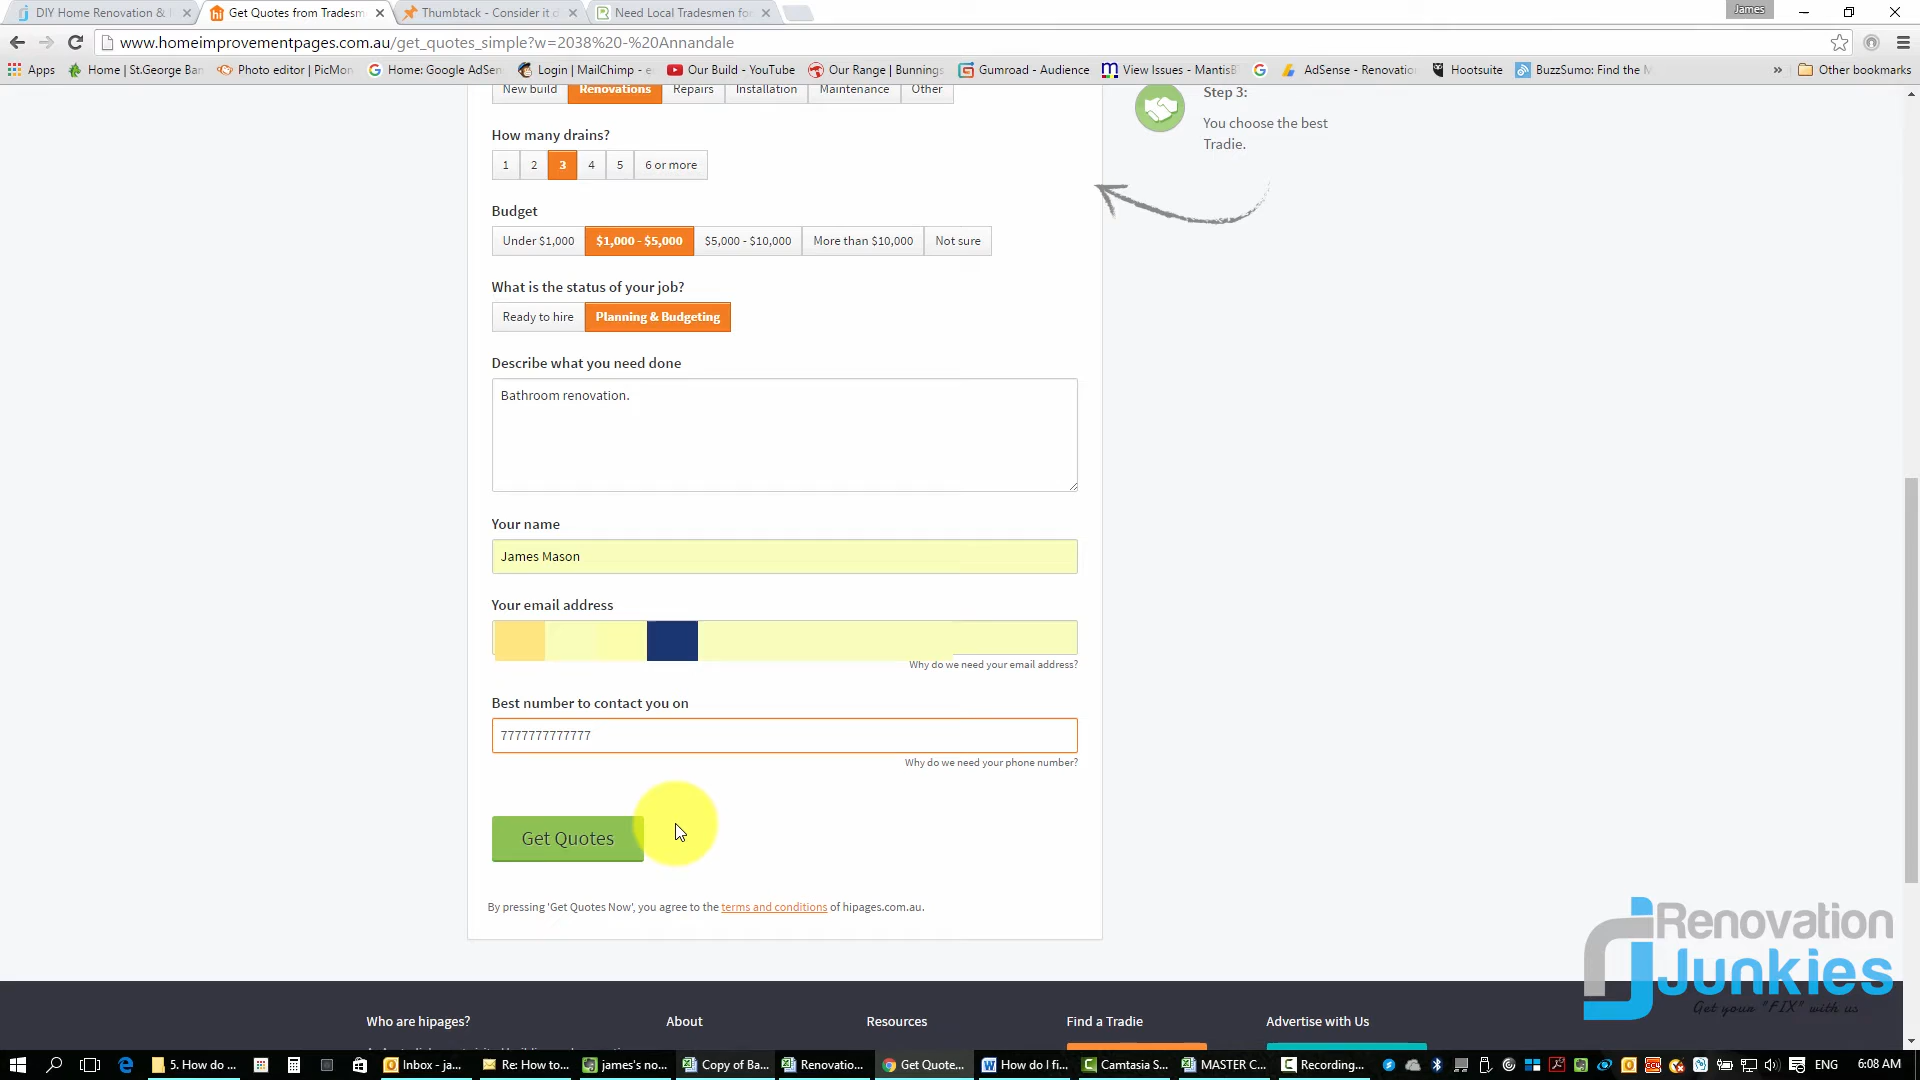 DIY Home Renovation &
Get Quotes from Tradesm
Thumbtack - Consider it d
Need Local Tradesmen for
James
www.homeimprovementpages.com.au/get_quotes_simple?w=2038%20-%20Annandale
Apps
Home | St.George Ban
Photo editor | PicMon
Home: Google AdSen
Login | MailChimp - e
Our Build - YouTube
Our Range | Bunnings
Gumroad - Audience
View Issues - MantisB
AdSense - Renovatio
Hootsuite
BuzzSumo: Find the M
»
Other bookmarks
New build
Renovations
Repairs
Installation
Maintenance
Other
Step 3:
You choose the best
Tradie.
How many drains?
1
2
3
4
5
6 or more
Budget
Under $1,000
$1,000 - $5,000
$5,000 - $10,000
More than $10,000
Not sure
What is the status of your job?
Ready to hire
Planning & Budgeting
Describe what you need done
Bathroom renovation.
Your name
James Mason
Your email address
Why do we need your email address?
Best number to contact you on
7777777777777
Why do we need your phone number?
Get Quotes
By pressing 'Get Quotes Now', you agree to the terms and conditions of hipages.com.au.
Renovation
Junkies
Get your "FIX" with us
Who are hipages?
About
Resources
Find a Tradie
Advertise with Us
5. How do ...
Inbox - ja...
Re: How to...
james's no...
Copy of Ba...
Renovatio...
Get Quote...
How do I fi...
Camtasia S...
MASTER C...
Recording...
ENG
6:08 AM